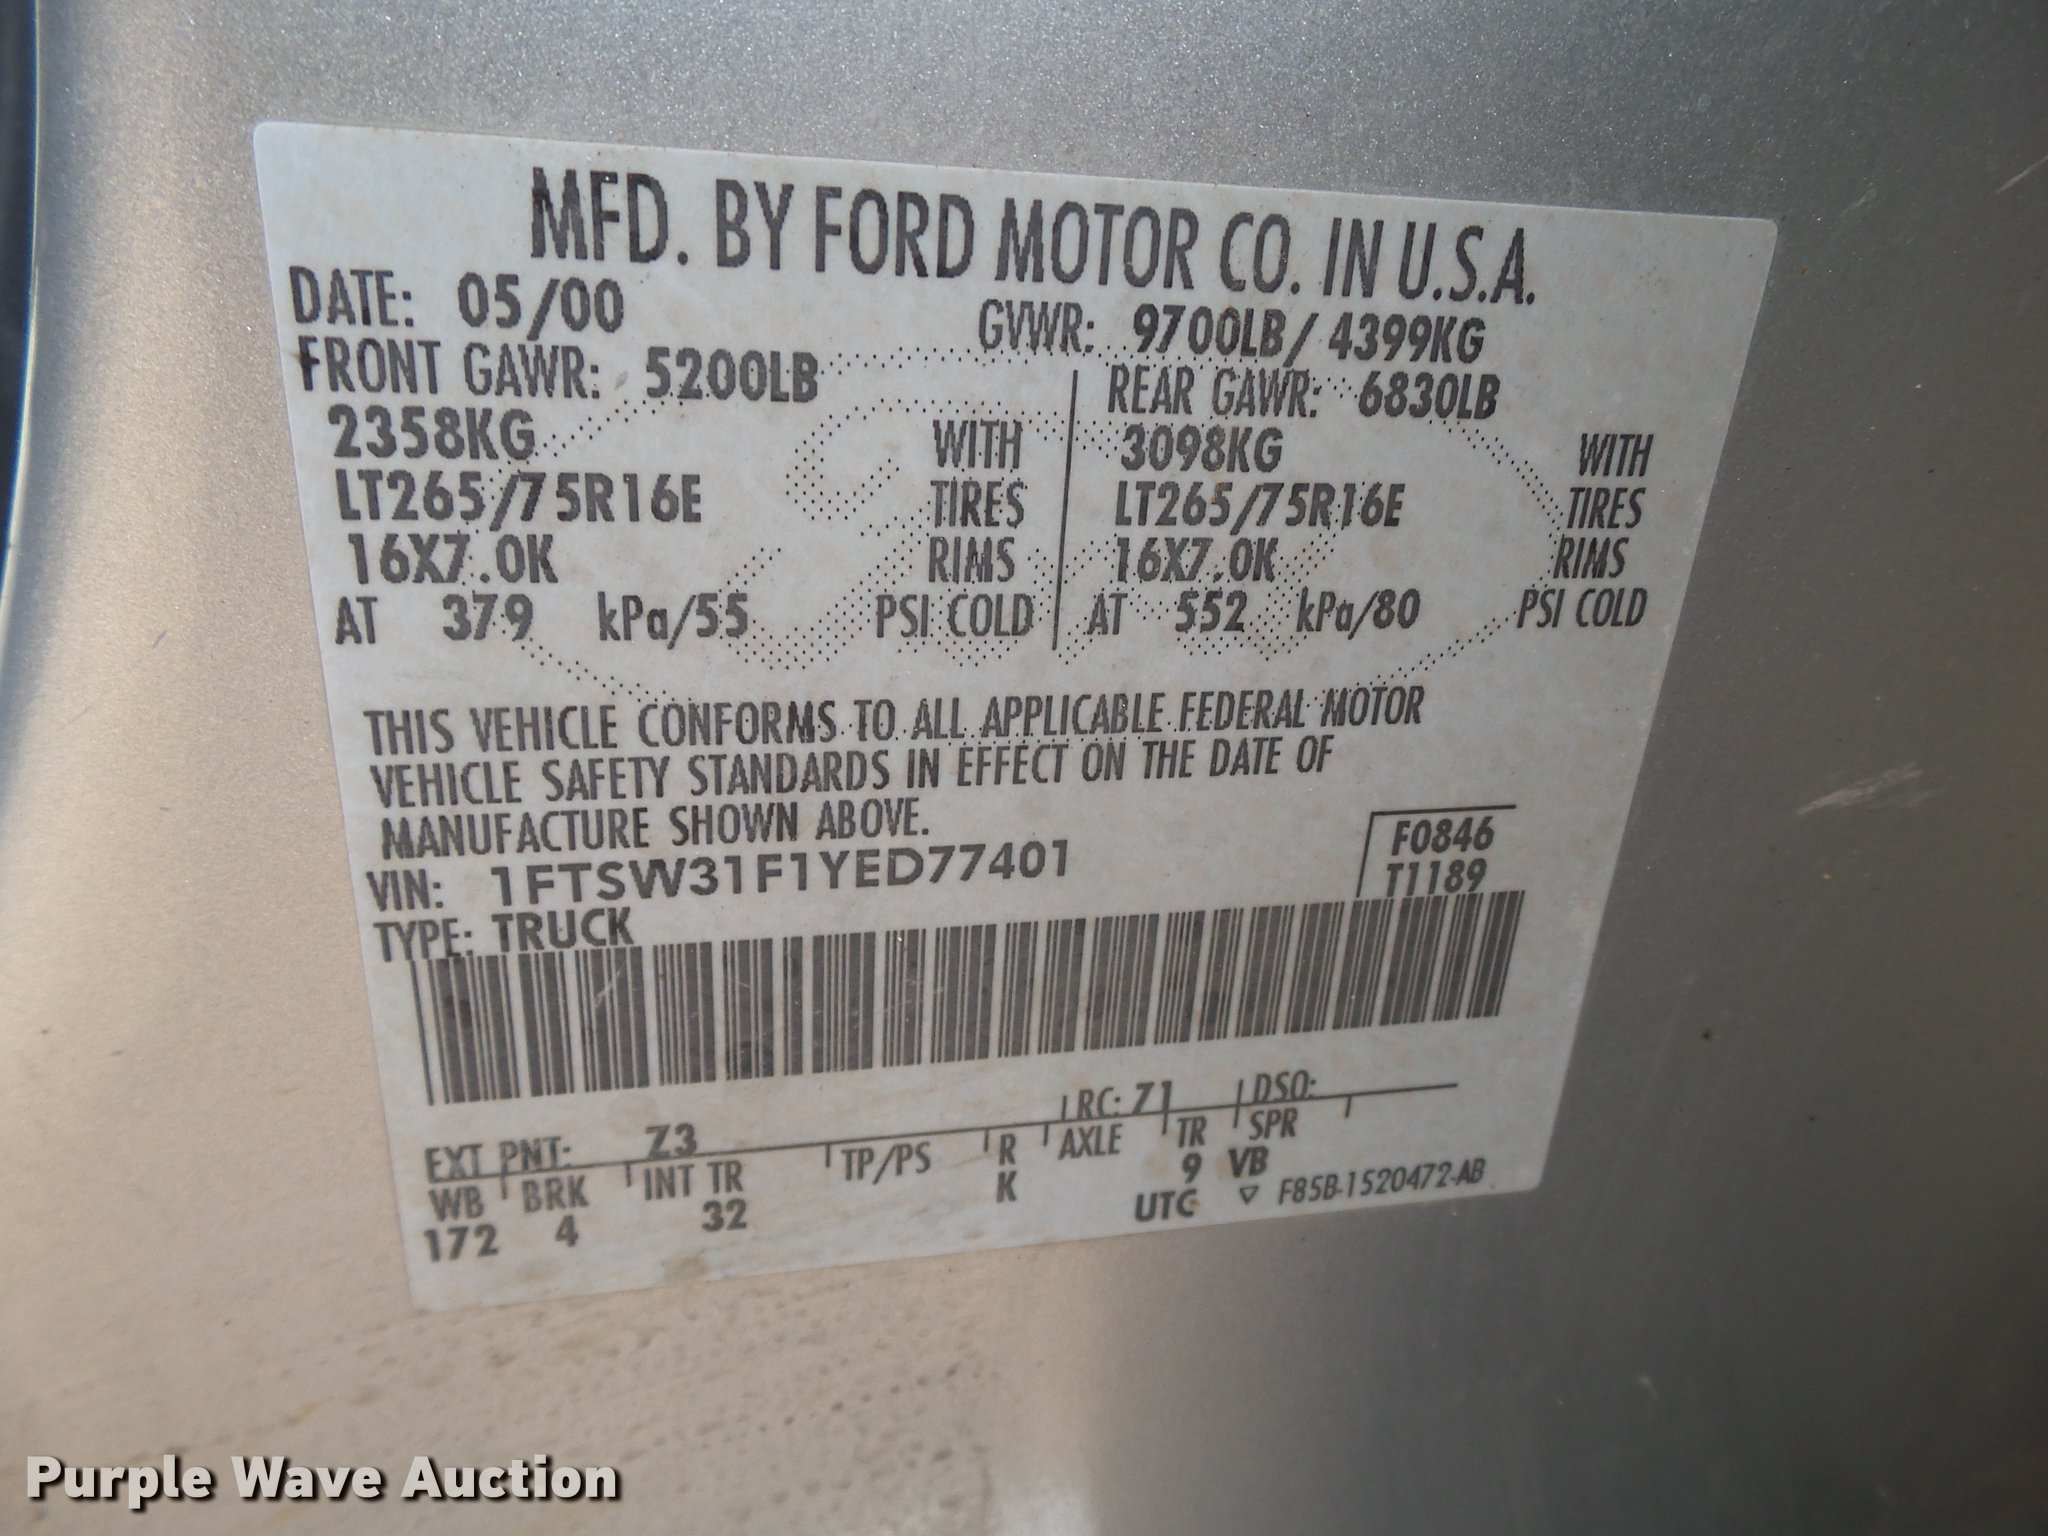 MFD. BY FORD MOTOR CO. IN U.S.A.
DATE: 05/00 GVWR: 9700LB/ 4399KG
FRONT GAWR: 5200LB REAR GAWR: 6830LB
2358KG WITH 3098KG WITH
LT265/75R16E TIRES LT265/75R16E TIRES
16X7.0K RIMS 16X7.0K RIMS
AT 379 kPa/55 PSI COLD AT 552 kPa/80 PSI COLD
THIS VEHICLE CONFORMS TO ALL APPLICABLE FEDERAL MOTOR
VEHICLE SAFETY STANDARDS IN EFFECT ON THE DATE OF
MANUFACTURE SHOWN ABOVE.
F0846
VIN: 1FTSW31F1YED77401
T1189
TYPE: TRUCK
EXT PNT: Z3 RC: 71 DSO:
WB BRK INT TR TP/PS R AXLE TR SPR
172 4 32 K 9 VB
UTC ▽ F85B-1520472-AB
Purple Wave Auction